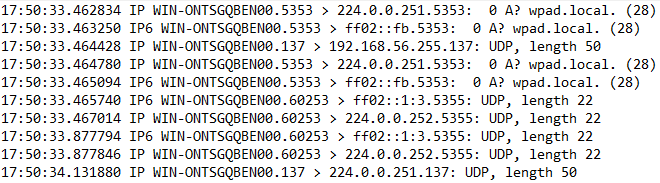 17:50:33.462834 IP WIN-ONTSGQBEN00.5353 > 224.0.0.251.5353:  0 A? wpad.local. (28)
17:50:33.463250 IP6 WIN-ONTSGQBEN00.5353 > ff02::fb.5353:  0 A? wpad.local. (28)
17:50:33.464428 IP WIN-ONTSGQBEN00.137 > 192.168.56.255.137: UDP, length 50
17:50:33.464780 IP WIN-ONTSGQBEN00.5353 > 224.0.0.251.5353:  0 A? wpad.local. (28)
17:50:33.465094 IP6 WIN-ONTSGQBEN00.5353 > ff02::fb.5353:  0 A? wpad.local. (28)
17:50:33.465740 IP6 WIN-ONTSGQBEN00.60253 > ff02::1:3.5355: UDP, length 22
17:50:33.467014 IP WIN-ONTSGQBEN00.60253 > 224.0.0.252.5355: UDP, length 22
17:50:33.877794 IP6 WIN-ONTSGQBEN00.60253 > ff02::1:3.5355: UDP, length 22
17:50:33.877846 IP WIN-ONTSGQBEN00.60253 > 224.0.0.252.5355: UDP, length 22
17:50:34.131880 IP WIN-ONTSGQBEN00.137 > 224.0.0.251.137: UDP, length 50